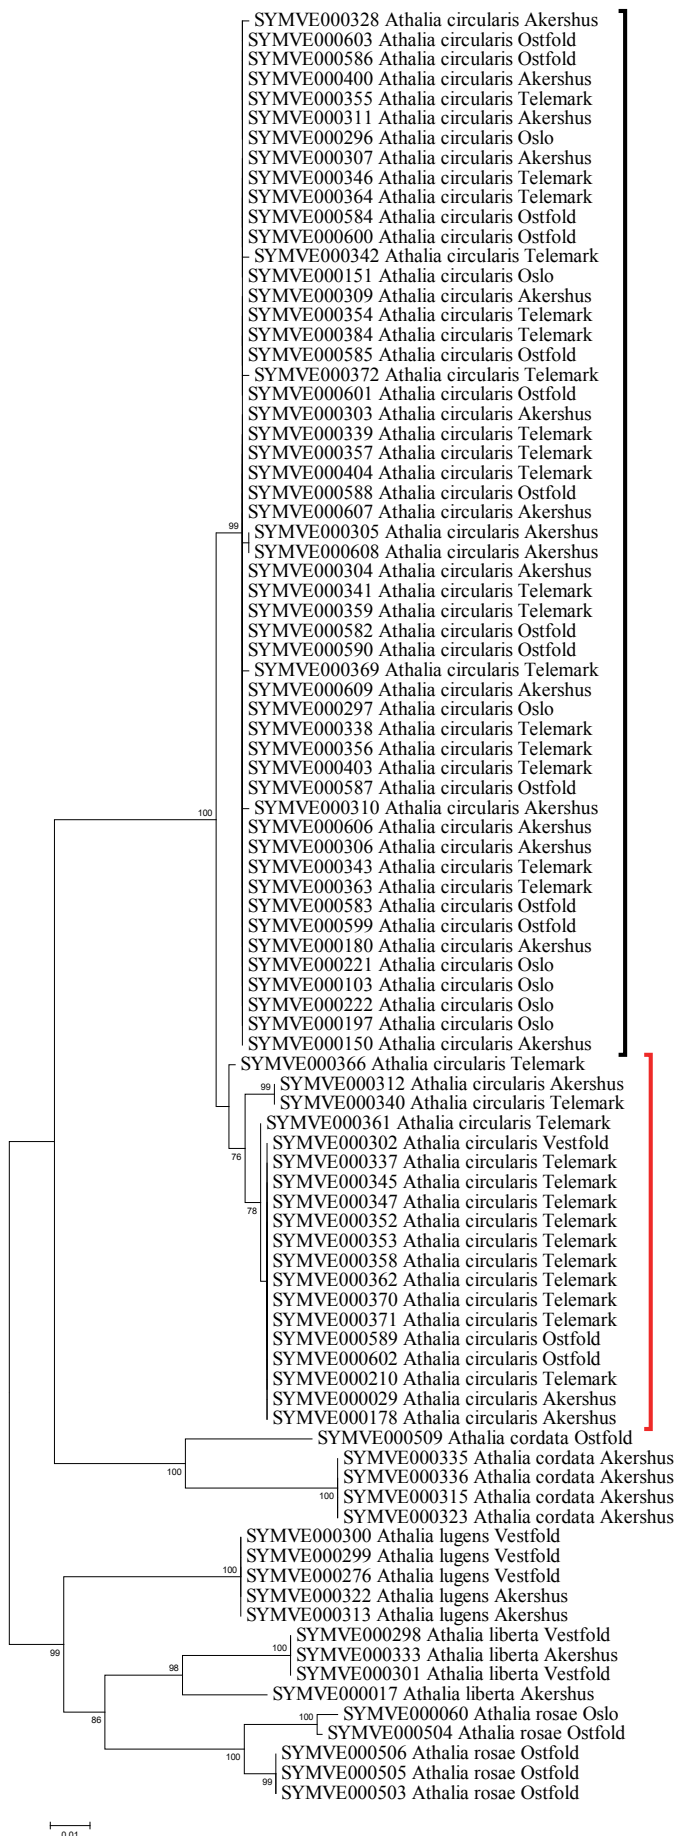 SYMVE000328 Athalia circularis Akershus
SYMVE000603 Athalia circularis Ostfold
SYMVE000586 Athalia circularis Ostfold
SYMVE000400 Athalia circularis Akershus
SYMVE000355 Athalia circularis Telemark
SYMVE000311 Athalia circularis Akershus
SYMVE000296 Athalia circularis Oslo
SYMVE000307 Athalia circularis Akershus
SYMVE000346 Athalia circularis Telemark
SYMVE000364 Athalia circularis Telemark
SYMVE000584 Athalia circularis Ostfold
SYMVE000600 Athalia circularis Ostfold
SYMVE000342 Athalia circularis Telemark
SYMVE000151 Athalia circularis Oslo
SYMVE000309 Athalia circularis Akershus
SYMVE000354 Athalia circularis Telemark
SYMVE000384 Athalia circularis Telemark
SYMVE000585 Athalia circularis Ostfold
SYMVE000372 Athalia circularis Telemark
SYMVE000601 Athalia circularis Ostfold
SYMVE000303 Athalia circularis Akershus
SYMVE000339 Athalia circularis Telemark
SYMVE000357 Athalia circularis Telemark
SYMVE000404 Athalia circularis Telemark
SYMVE000588 Athalia circularis Ostfold
SYMVE000607 Athalia circularis Akershus
99 SYMVE000305 Athalia circularis Akershus
SYMVE000608 Athalia circularis Akershus
SYMVE000304 Athalia circularis Akershus
SYMVE000341 Athalia circularis Telemark
SYMVE000359 Athalia circularis Telemark
SYMVE000582 Athalia circularis Ostfold
SYMVE000590 Athalia circularis Ostfold
SYMVE000369 Athalia circularis Telemark
SYMVE000609 Athalia circularis Akershus
SYMVE000297 Athalia circularis Oslo
SYMVE000338 Athalia circularis Telemark
SYMVE000356 Athalia circularis Telemark
SYMVE000403 Athalia circularis Telemark
SYMVE000587 Athalia circularis Ostfold
100 SYMVE000310 Athalia circularis Akershus
SYMVE000606 Athalia circularis Akershus
SYMVE000306 Athalia circularis Akershus
SYMVE000343 Athalia circularis Telemark
SYMVE000363 Athalia circularis Telemark
SYMVE000583 Athalia circularis Ostfold
SYMVE000599 Athalia circularis Ostfold
SYMVE000180 Athalia circularis Akershus
SYMVE000221 Athalia circularis Oslo
SYMVE000103 Athalia circularis Oslo
SYMVE000222 Athalia circularis Oslo
SYMVE000197 Athalia circularis Oslo
SYMVE000150 Athalia circularis Akershus
SYMVE000366 Athalia circularis Telemark
99 SYMVE000312 Athalia circularis Akershus
SYMVE000340 Athalia circularis Telemark
SYMVE000361 Athalia circularis Telemark
SYMVE000302 Athalia circularis Vestfold
76 SYMVE000337 Athalia circularis Telemark
SYMVE000345 Athalia circularis Telemark
SYMVE000347 Athalia circularis Telemark
78 SYMVE000352 Athalia circularis Telemark
SYMVE000353 Athalia circularis Telemark
SYMVE000358 Athalia circularis Telemark
SYMVE000362 Athalia circularis Telemark
SYMVE000370 Athalia circularis Telemark
SYMVE000371 Athalia circularis Telemark
SYMVE000589 Athalia circularis Ostfold
SYMVE000602 Athalia circularis Ostfold
SYMVE000210 Athalia circularis Telemark
SYMVE000029 Athalia circularis Akershus
SYMVE000178 Athalia circularis Akershus
SYMVE000509 Athalia cordata Ostfold
SYMVE000335 Athalia cordata Akershus
100 SYMVE000336 Athalia cordata Akershus
100 SYMVE000315 Athalia cordata Akershus
SYMVE000323 Athalia cordata Akershus
SYMVE000300 Athalia lugens Vestfold
SYMVE000299 Athalia lugens Vestfold
100 SYMVE000276 Athalia lugens Vestfold
SYMVE000322 Athalia lugens Akershus
SYMVE000313 Athalia lugens Akershus
SYMVE000298 Athalia liberta Vestfold
99 100 SYMVE000333 Athalia liberta Akershus
98 SYMVE000301 Athalia liberta Vestfold
SYMVE000017 Athalia liberta Akershus
86 100 SYMVE000060 Athalia rosae Oslo
SYMVE000504 Athalia rosae Ostfold
100 SYMVE000506 Athalia rosae Ostfold
99 SYMVE000505 Athalia rosae Ostfold
SYMVE000503 Athalia rosae Ostfold
0.01